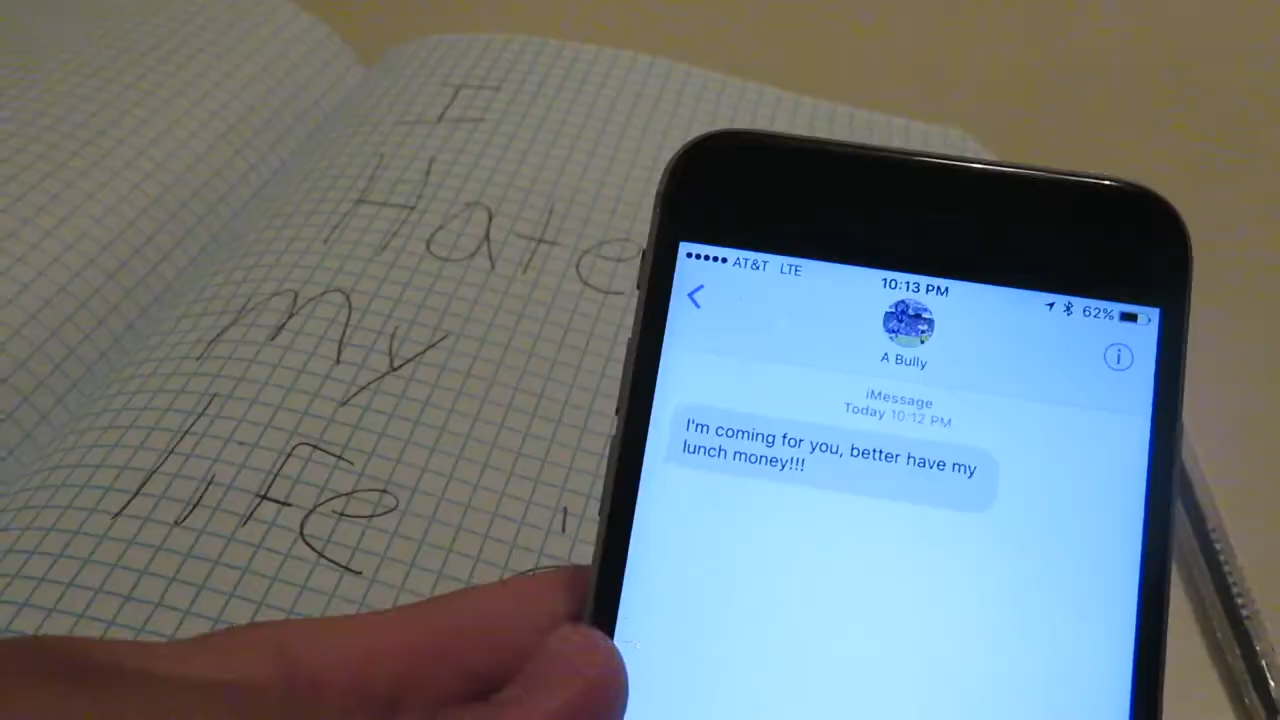 I
Hate
my
life
AT&T LTE
10:13 PM
62%
A Bully
iMessage
Today 10:12 PM
I'm coming for you, better have my
lunch money!!!